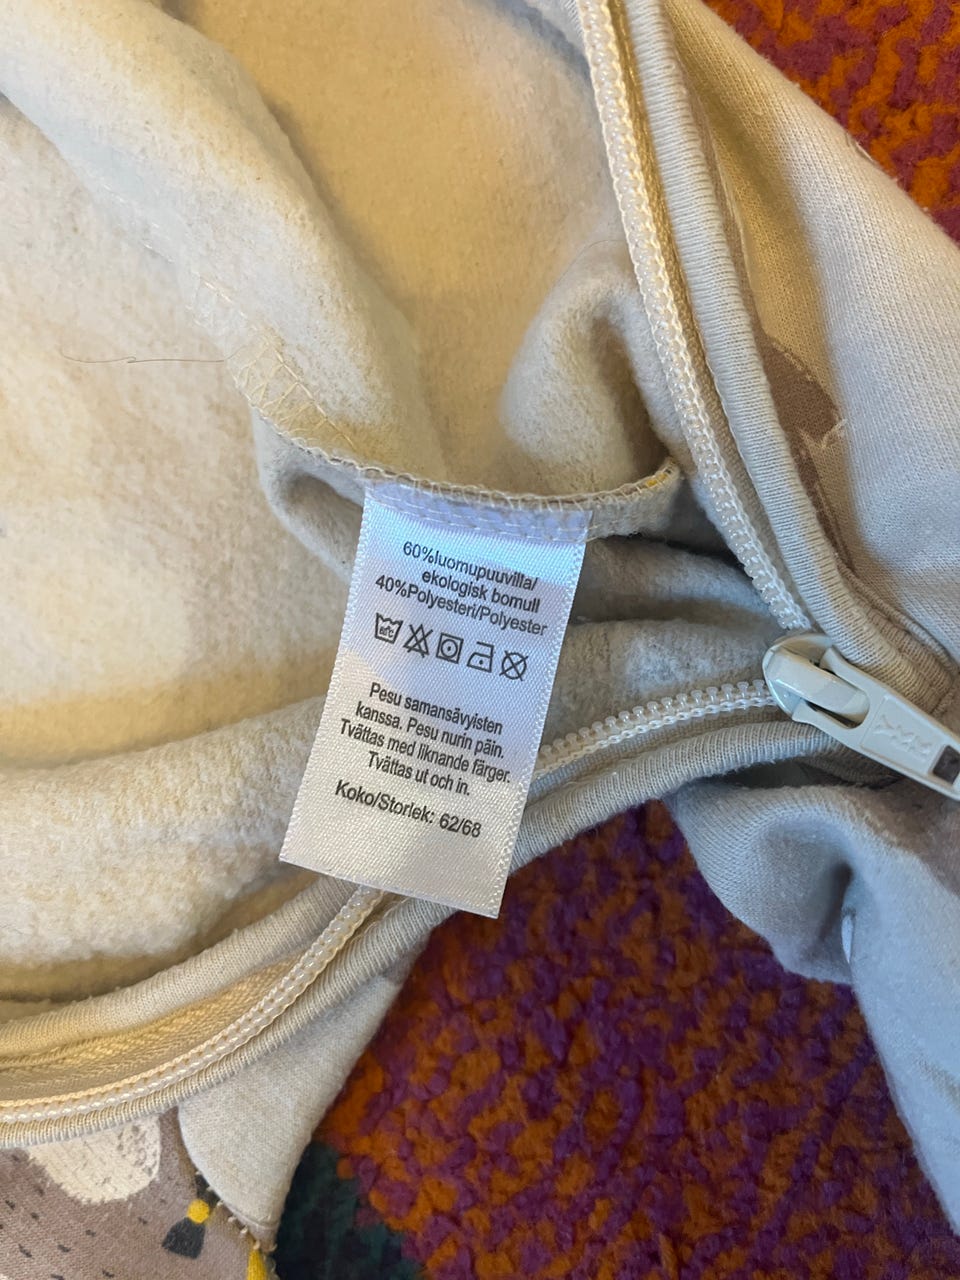 60%luomupuuvilla/
ekologisk bomull
40%Polyesteri/Polyester
Pesu samansävyisten
kanssa. Pesu nurin päin.
Tvättas med liknande färger.
Tvättas ut och in.
Koko/Storlek: 62/68